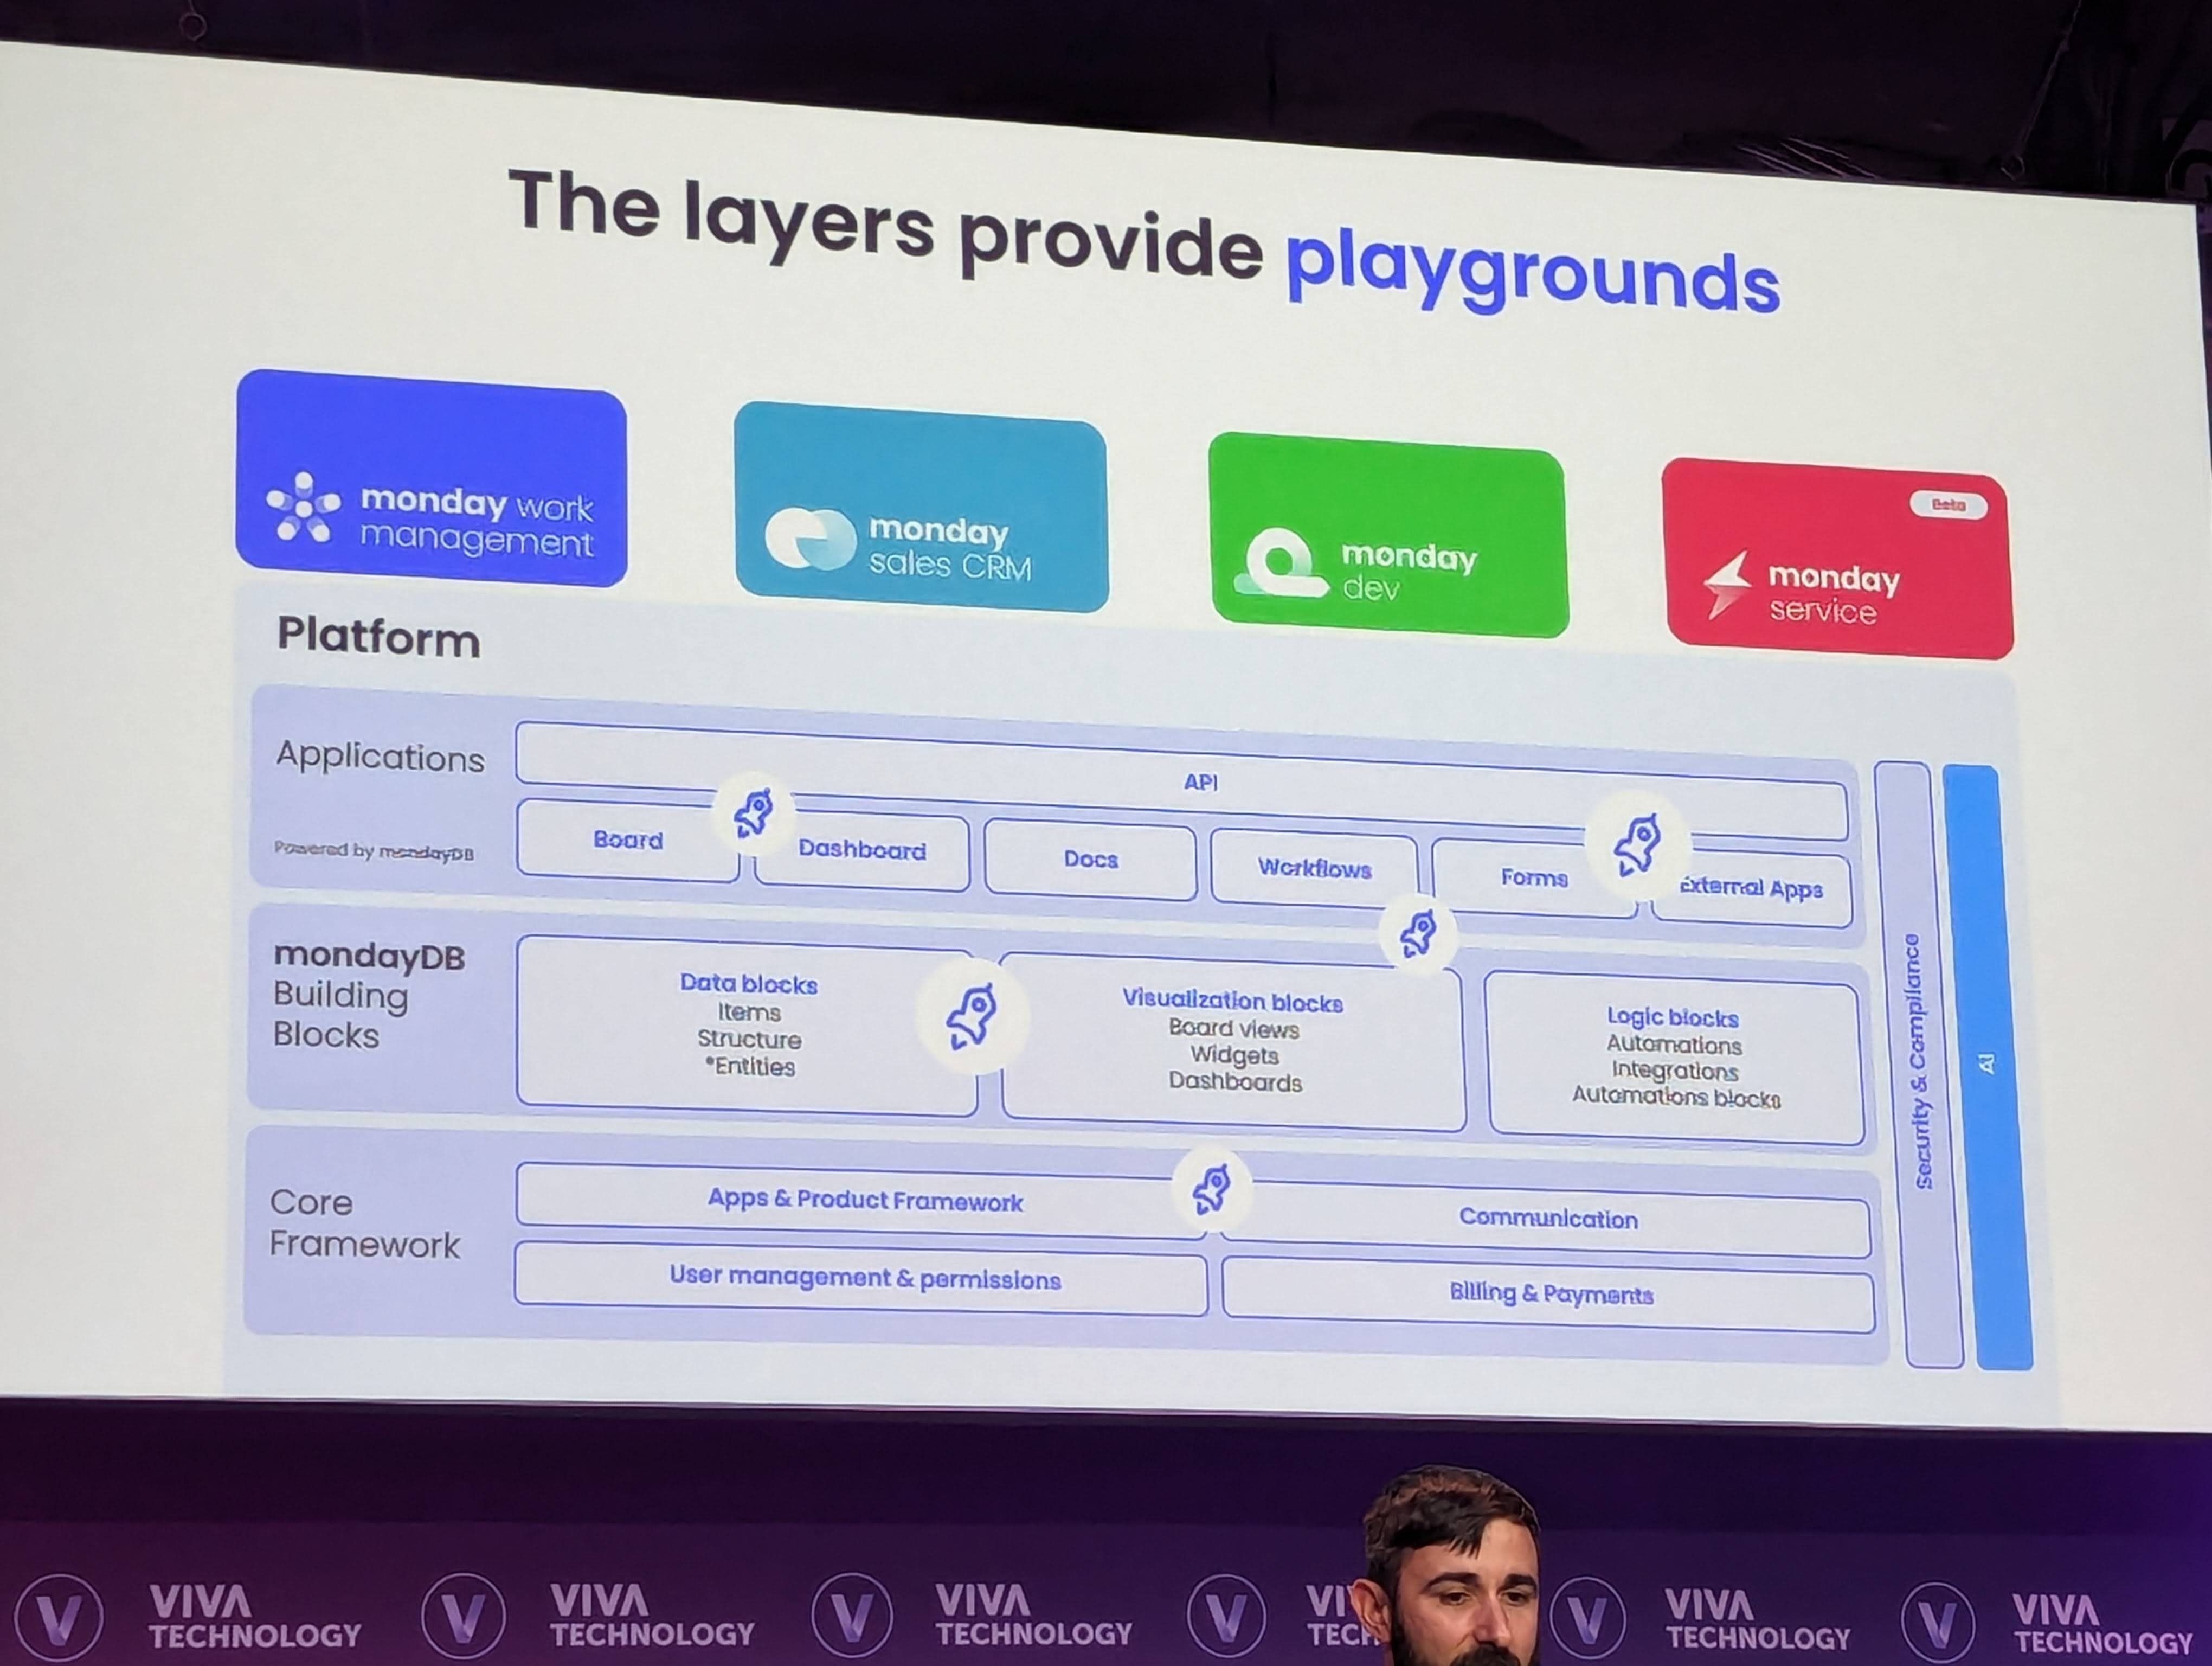 The layers provide playgrounds
monday work
management
monday
sales CRM
monday
dev
Beta
monday
service
Platform
Applications
Powered by mondayDB
API
Board
Dashboard
Docs
Workflows
Forms
External Apps
mondayDB
Building
Blocks
Data blocks
Items
Structure
*Entities
Visualization blocks
Board views
Widgets
Dashboards
Logic blocks
Automations
Integrations
Automations blocks
Core
Framework
Apps & Product Framework
Communication
User management & permissions
Billing & Payments
Security & Compliance
AI
V VIVA
TECHNOLOGY
V VIVA
TECHNOLOGY
V VIVA
TECHNOLOGY
V VI
TECH
V VIVA
TECHNOLOGY
V VIVA
TECHNOLOGY